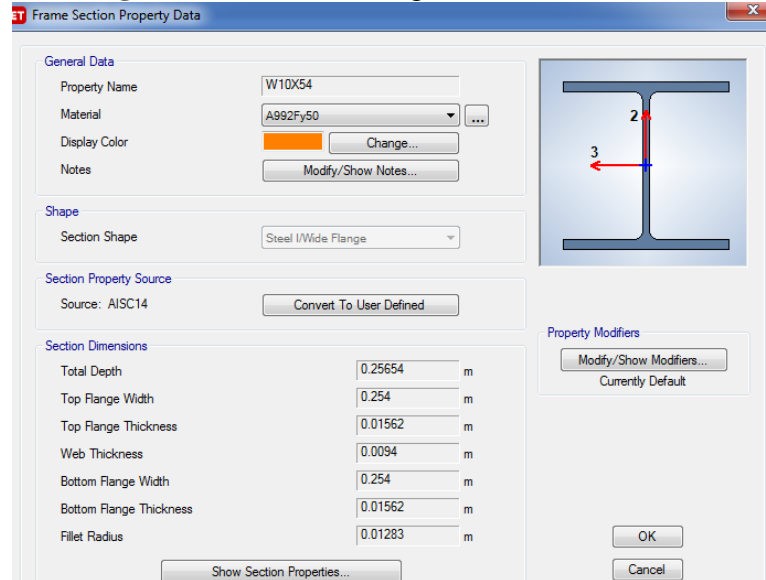 ET Frame Section Property Data
General Data
Property Name W10X54
Material A992Fy50 ...
Display Color Change...
Notes Modify/Show Notes...
2
3
Shape
Section Shape Steel I/Wide Flange
Section Property Source
Source: AISC14 Convert To User Defined
Property Modifiers
Modify/Show Modifiers...
Currently Default
Section Dimensions
Total Depth 0.25654 m
Top Flange Width 0.254 m
Top Flange Thickness 0.01562 m
Web Thickness 0.0094 m
Bottom Flange Width 0.254 m
Bottom Flange Thickness 0.01562 m
Fillet Radius 0.01283 m
Show Section Properties...
OK
Cancel